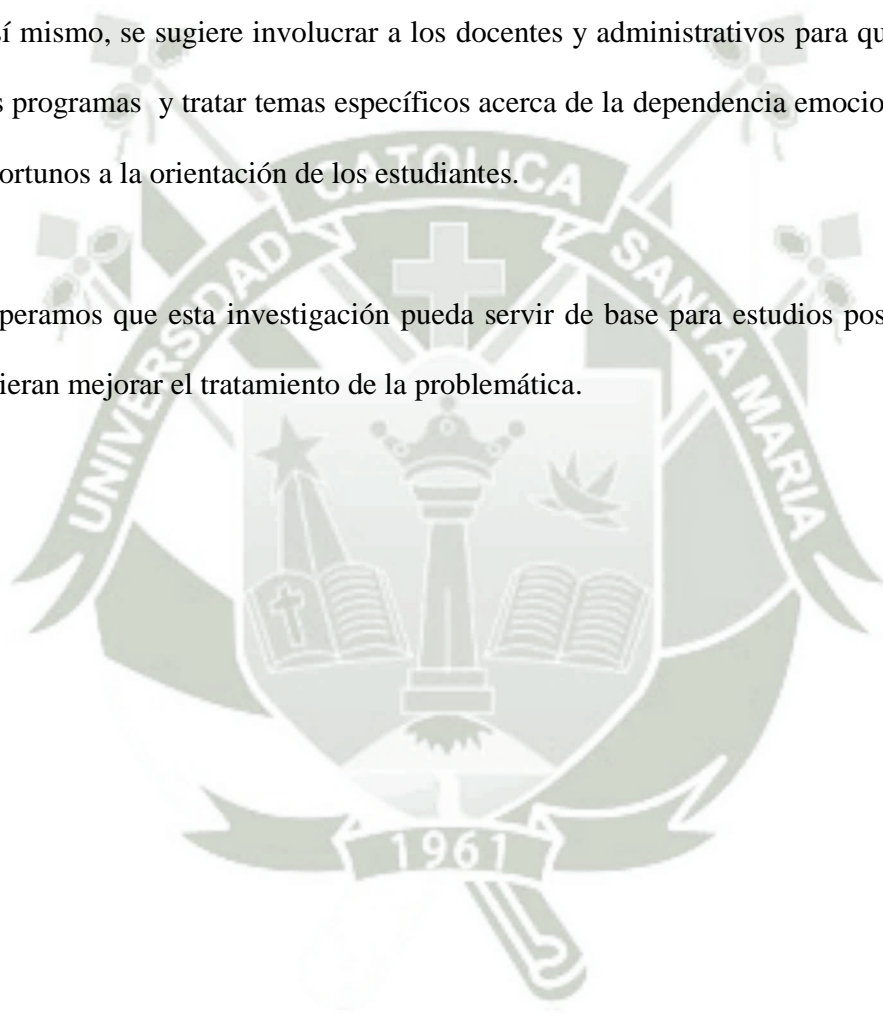 sí mismo, se sugiere involucrar a los docentes y administrativos para qu
s programas y tratar temas específicos acerca de la dependencia emocio
ortunos a la orientación de los estudiantes.
peramos que esta investigación pueda servir de base para estudios pos
ieran mejorar el tratamiento de la problemática.
UNIVERSIDAD CATOLICA SANTA MARIA
1961